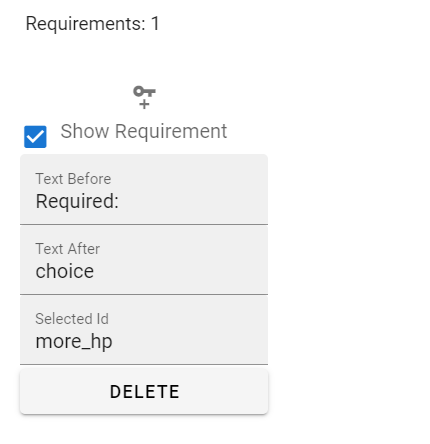 Requirements: 1
Show Requirement
Text Before
Required:
Text After
choice
Selected Id
more_hp
DELETE